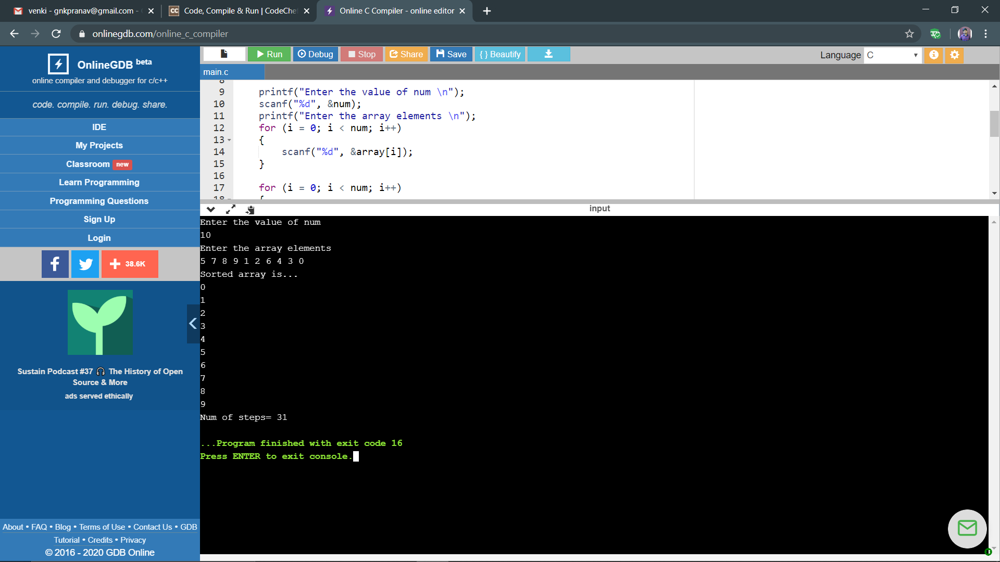 venki - gnkpranav@gmail.com -
Code, Compile & Run | CodeChe
Online C Compiler - online editor
onlinegdb.com/online_c_compiler
OnlineGDB beta
online compiler and debugger for c/c++
code. compile. run. debug. share.
IDE
My Projects
Classroom new
Learn Programming
Programming Questions
Sign Up
Login
38.6K
Sustain Podcast #37 🎧 The History of Open
Source & More
ads served ethically
About • FAQ • Blog • Terms of Use • Contact Us • GDB
Tutorial • Credits • Privacy
© 2016 - 2020 GDB Online
Run Debug Stop Share Save { } Beautify
Language C
main.c
8
9 printf("Enter the value of num \n");
10 scanf("%d", &num);
11 printf("Enter the array elements \n");
12 for (i = 0; i < num; i++)
13 {
14 scanf("%d", &array[i]);
15 }
16
17 for (i = 0; i < num; i++)
18 {
input
Enter the value of num
10
Enter the array elements
5 7 8 9 1 2 6 4 3 0
Sorted array is...
0
1
2
3
4
5
6
7
8
9
Num of steps= 31
...Program finished with exit code 16
Press ENTER to exit console.